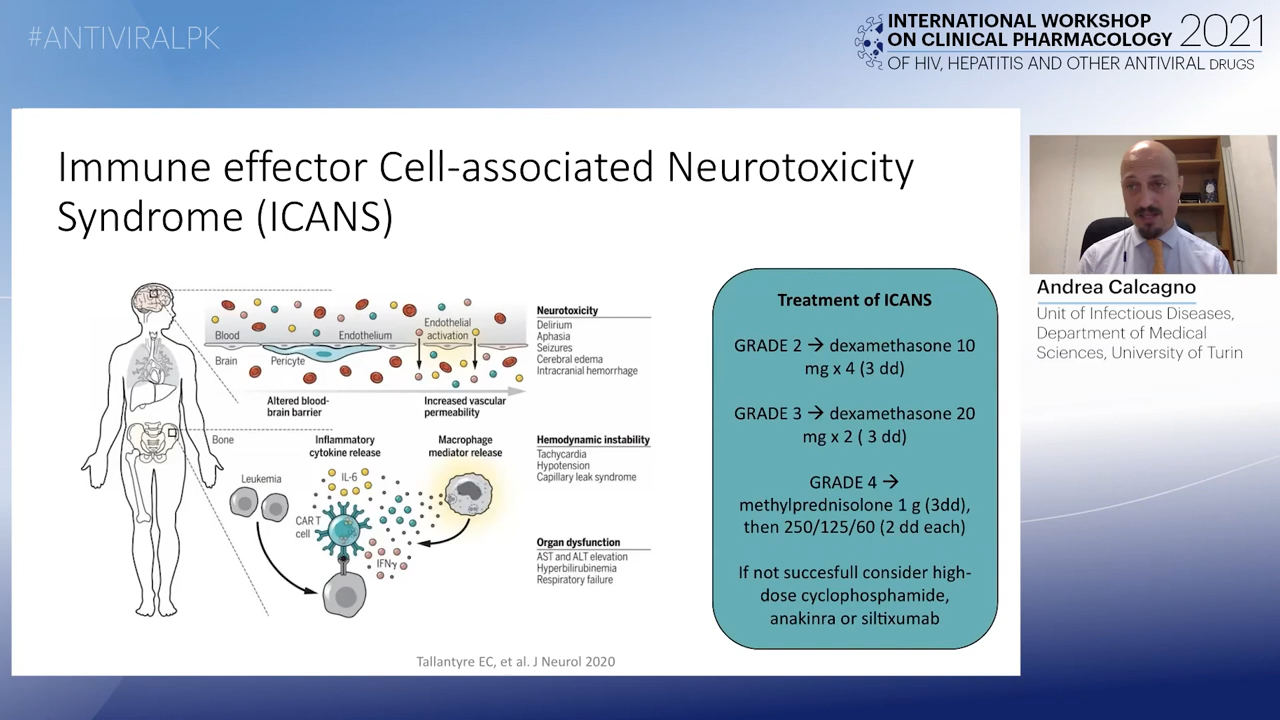 #ANTIVIRALPK
INTERNATIONAL WORKSHOP
ON CLINICAL PHARMACOLOGY 2021
OF HIV, HEPATITIS AND OTHER ANTIVIRAL DRUGS
Immune effector Cell-associated Neurotoxicity
Syndrome (ICANS)
Blood
Endothelium
Endothelial
activation
Brain
Pericyte
Altered blood-
brain barrier
Increased vascular
permeability
Neurotoxicity
Delirium
Aphasia
Seizures
Cerebral edema
Intracranial hemorrhage
Bone
Inflammatory
cytokine release
Macrophage
mediator release
Leukemia
IL-6
CAR T
cell
IFNγ
Hemodynamic instability
Tachycardia
Hypotension
Capillary leak syndrome
Organ dysfunction
AST and ALT elevation
Hyperbilirubinemia
Respiratory failure
Treatment of ICANS
GRADE 2 → dexamethasone 10
mg x 4 (3 dd)
GRADE 3 → dexamethasone 20
mg x 2 ( 3 dd)
GRADE 4 →
methylprednisolone 1 g (3dd),
then 250/125/60 (2 dd each)
If not succesfull consider high-
dose cyclophosphamide,
anakinra or siltixumab
Tallantyre EC, et al. J Neurol 2020
Andrea Calcagno
Unit of Infectious Diseases,
Department of Medical
Sciences, University of Turin